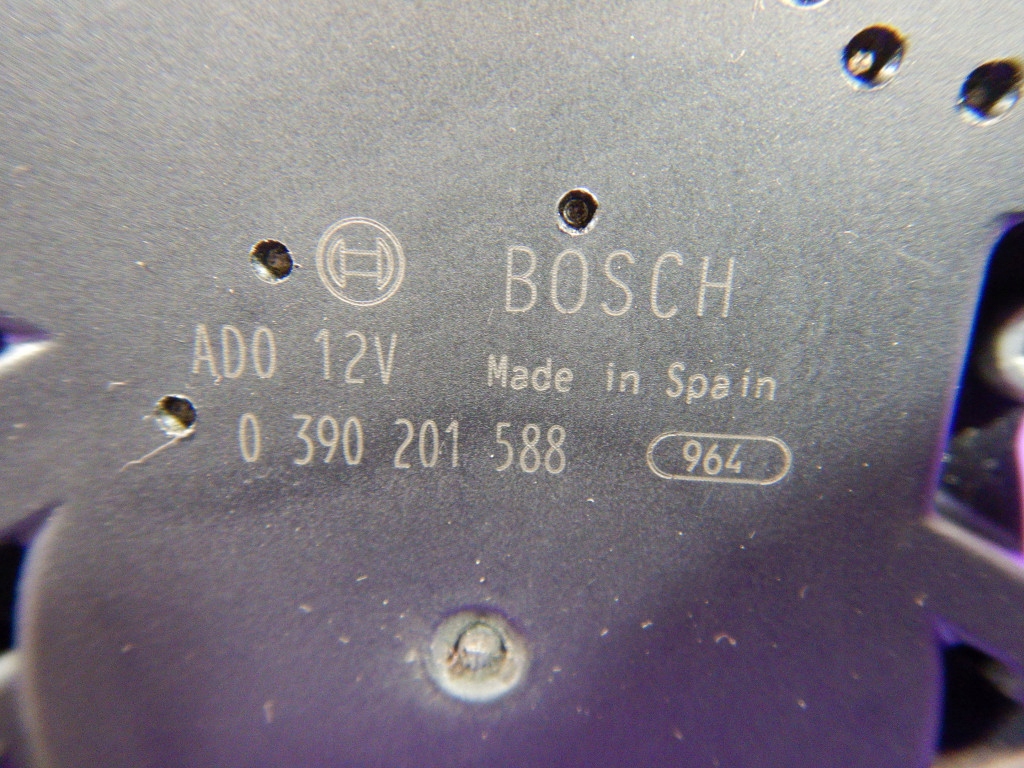 BOSCH
ADO 12V
Made in Spain
0 390 201 588
964